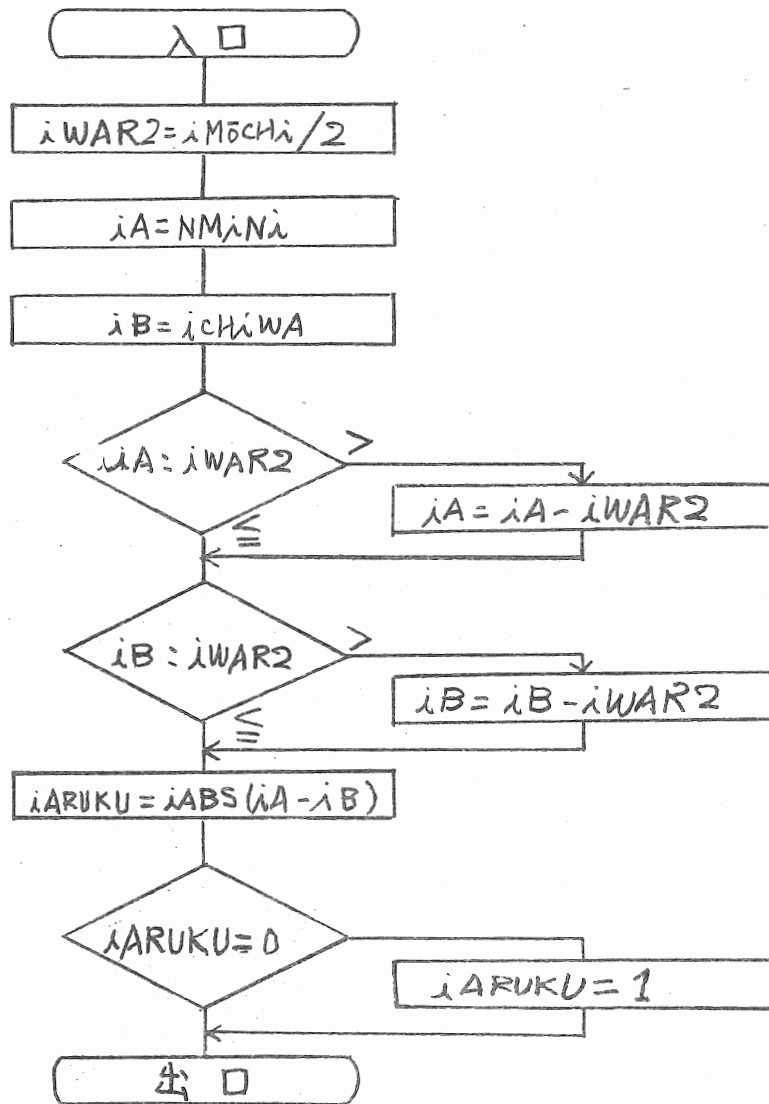 入口
iWAR2=iMōCHi/2
iA=NMiNi
iB=iCHiWA
iA:iWAR2
>
iA=iA-iWAR2
≦
iB:iWAR2
>
iB=iB-iWAR2
≦
iARUKU=iABS(iA-iB)
iARUKU=0
iARUKU=1
出口